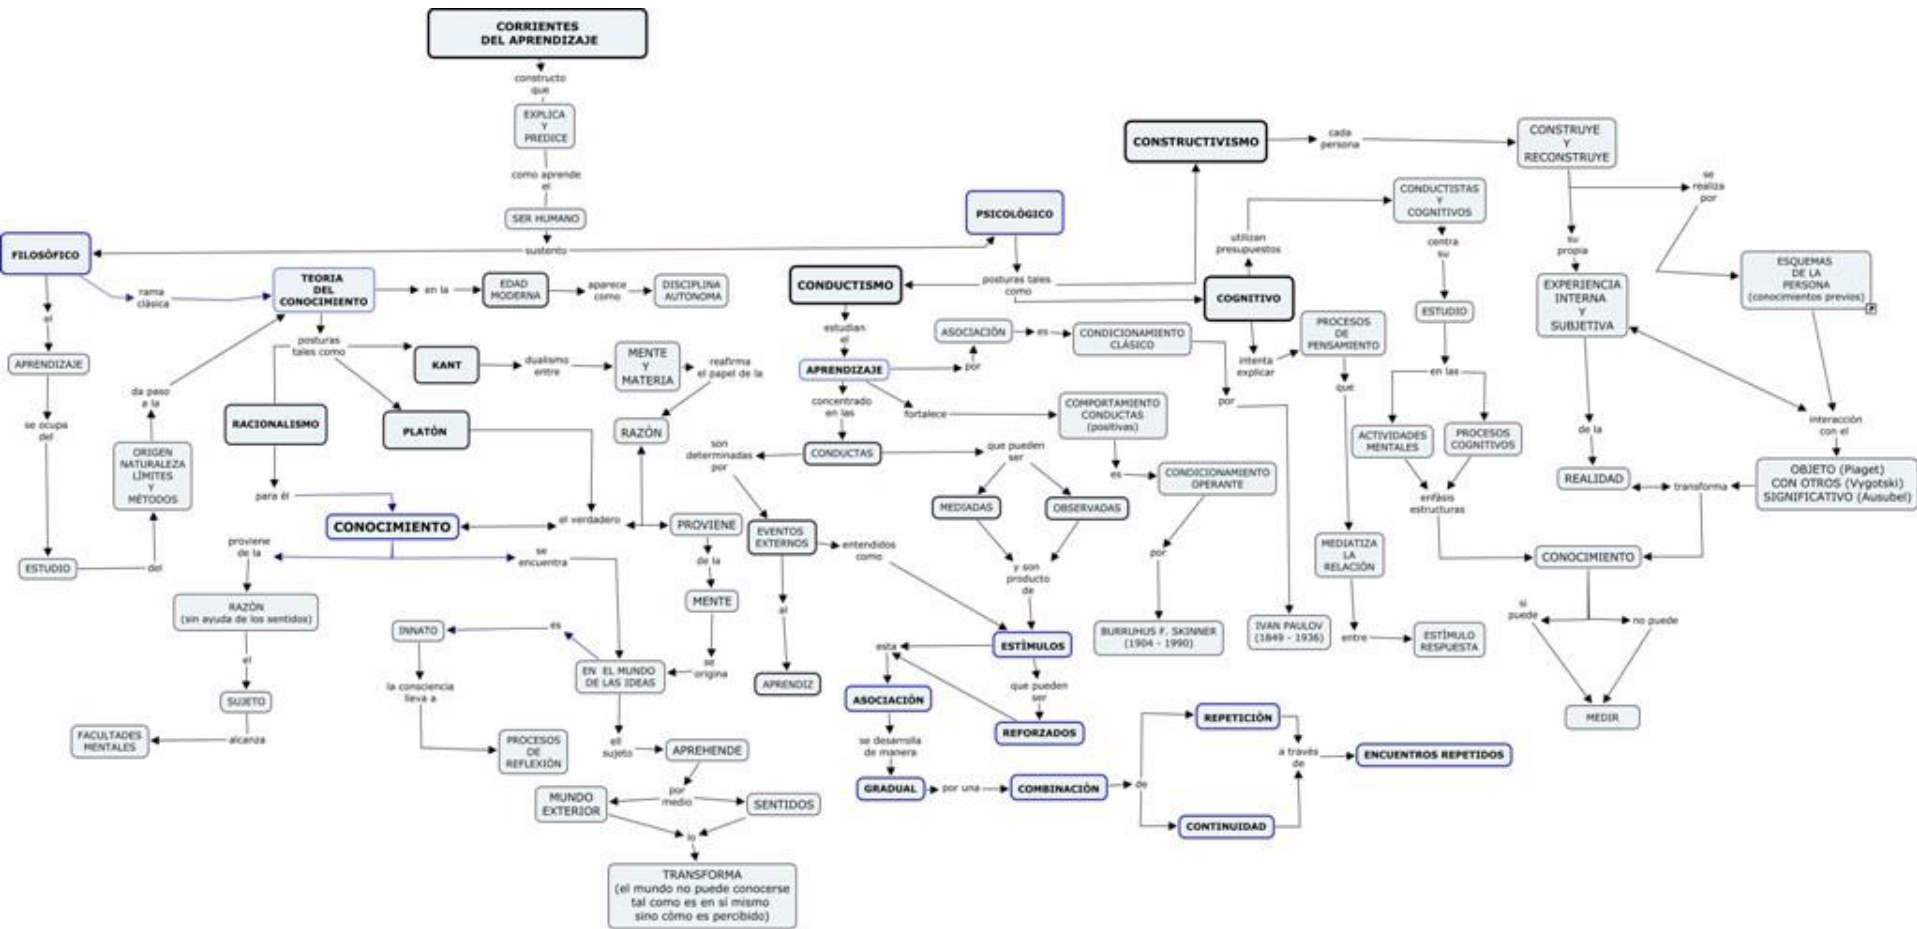 CORRIENTES
DEL APRENDIZAJE
constructo
que
EXPLICA
Y
PREDICE
como aprende
el
SER HUMANO
sustento
FILOSÓFICO
rama
clásica
el
APRENDIZAJE
se ocupa
del
ESTUDIO
del
ORIGEN
NATURALEZA
LÍMITES
Y
MÉTODOS
da paso
a la
TEORIA
DEL
CONOCIMIENTO
en la
EDAD
MODERNA
aparece
como
DISCIPLINA
AUTONOMA
posturas
tales como
KANT
dualismo
entre
MENTE
Y
MATERIA
reafirma
el papel de la
RAZÓN
RACIONALISMO
PLATÓN
para él
CONOCIMIENTO
el verdadero
PROVIENE
de la
MENTE
se
origina
proviene
de la
se
encuentra
RAZÓN
(sin ayuda de los sentidos)
el
SUJETO
alcanza
FACULTADES
MENTALES
INNATO
es
EN EL MUNDO
DE LAS IDEAS
la consciencia
lleva a
PROCESOS
DE
REFLEXIÓN
ell
sujeto
APREHENDE
por
medio
MUNDO
EXTERIOR
SENTIDOS
lo
TRANSFORMA
(el mundo no puede conocerse
tal como es en sí mismo
sino cómo es percibido)
PSICOLÓGICO
posturas tales
como
CONDUCTISMO
estudian
el
APRENDIZAJE
por
ASOCIACIÓN
es
CONDICIONAMIENTO
CLÁSICO
por
IVAN PAULOV
(1849 - 1936)
concentrado
en las
fortalece
COMPORTAMIENTO
CONDUCTAS
(positivas)
es
CONDICIONAMIENTO
OPERANTE
por
BURRUHUS F. SKINNER
(1904 - 1990)
CONDUCTAS
son
determinadas
por
que pueden
ser
MEDIADAS
OBSERVADAS
EVENTOS
EXTERNOS
entendidos
como
al
APRENDIZ
y son
producto
de
ESTÍMULOS
esta
que pueden
ser
REFORZADOS
ASOCIACIÓN
se desarrolla
de manera
GRADUAL
por una
COMBINACIÓN
de
REPETICIÓN
CONTINUIDAD
a través
de
ENCUENTROS REPETIDOS
CONSTRUCTIVISMO
cada
persona
CONSTRUYE
Y
RECONSTRUYE
se
realiza
por
su
propia
ESQUEMAS
DE LA
PERSONA
(conocimientos previos)
EXPERIENCIA
INTERNA
Y
SUBJETIVA
interacción
con el
OBJETO (Piaget)
CON OTROS (Vygotski)
SIGNIFICATIVO (Ausubel)
de la
REALIDAD
transforma
COGNITIVO
utilizan
presupuestos
CONDUCTISTAS
Y
COGNITIVOS
centra
su
ESTUDIO
en las
ACTIVIDADES
MENTALES
PROCESOS
COGNITIVOS
enfásis
estructuras
CONOCIMIENTO
si
puede
no puede
MEDIR
intenta
explicar
PROCESOS
DE
PENSAMIENTO
que
MEDIATIZA
LA
RELACIÓN
entre
ESTÍMULO
RESPUESTA